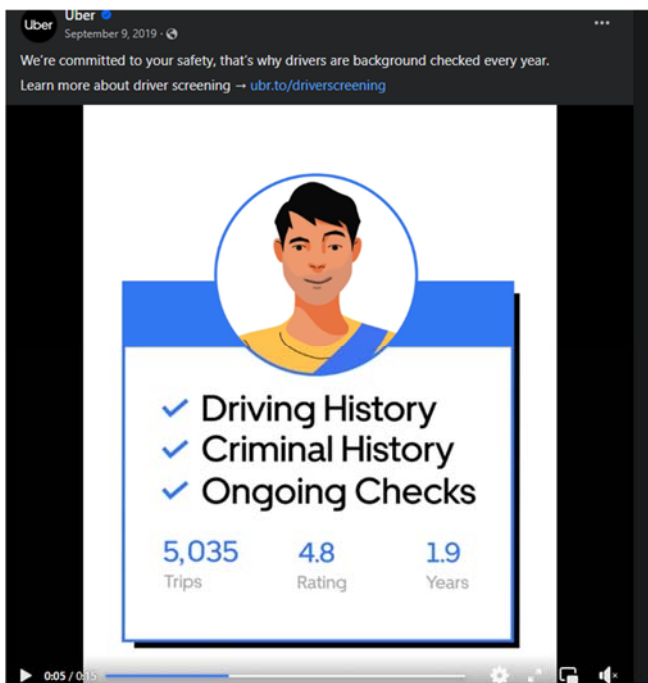 Uber
Uber
September 9, 2019 ·
We're committed to your safety, that's why drivers are background checked every year.
Learn more about driver screening → ubr.to/driverscreening
Driving History
Criminal History
Ongoing Checks
5,035 4.8 1.9
Trips Rating Years
0:05 / 0:15